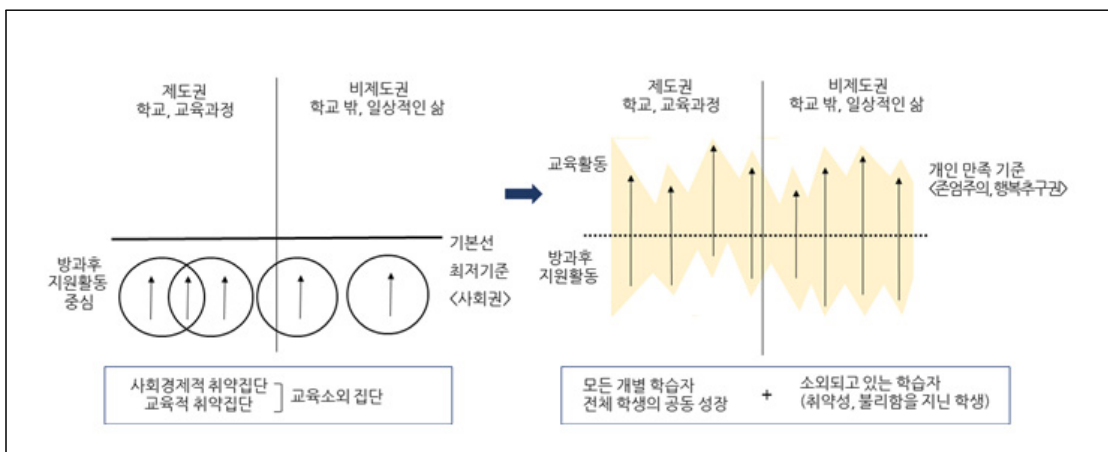 제도권
학교, 교육과정
비제도권
학교 밖, 일상적인 삶
방과후
지원활동
중심
기본선
최저기준
<사회권>
사회경제적 취약집단
교육적 취약집단
교육소외 집단
제도권
학교, 교육과정
비제도권
학교 밖, 일상적인 삶
교육활동
방과후
지원활동
개인 만족 기준
<존엄주의, 행복추구권>
모든 개별 학습자
전체 학생의 공동 성장
+
소외되고 있는 학습자
(취약성, 불리함을 지닌 학생)